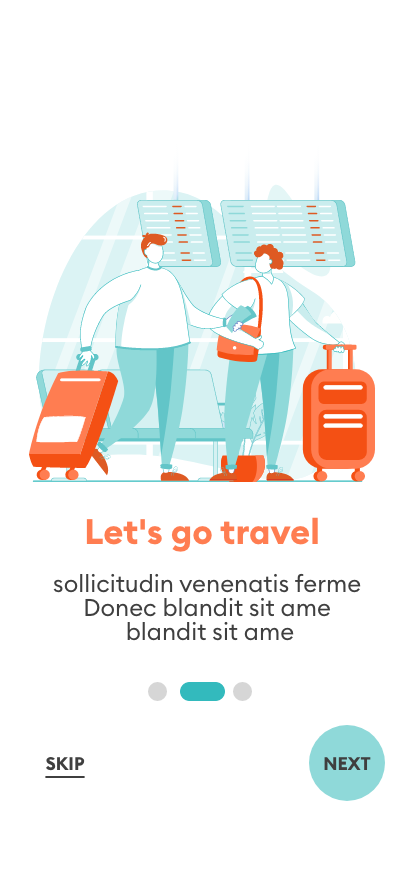 Let's go travel
sollicitudin venenatis ferme
Donec blandit sit ame
blandit sit ame
SKIP
NEXT